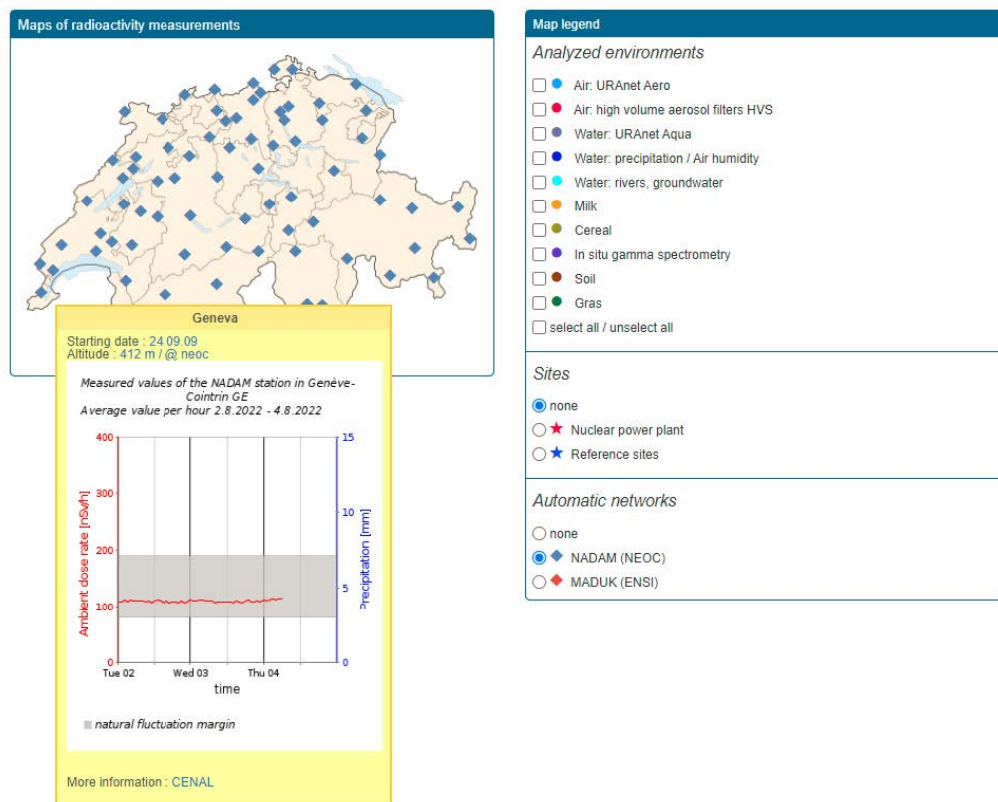 Maps of radioactivity measurements
Geneva
Starting date : 24.09.09
Altitude : 412 m / @ neoc
Measured values of the NADAM station in Genève-
Cointrin GE
Average value per hour 2.8.2022 - 4.8.2022
400
300
200
100
0
Ambient dose rate [nSv/h]
15
10
5
0
Precipitation [mm]
Tue 02
Wed 03
Thu 04
time
natural fluctuation margin
More information : CENAL
Map legend
Analyzed environments
Air: URAnet Aero
Air: high volume aerosol filters HVS
Water: URAnet Aqua
Water: precipitation / Air humidity
Water: rivers, groundwater
Milk
Cereal
In situ gamma spectrometry
Soil
Gras
select all / unselect all
Sites
none
Nuclear power plant
Reference sites
Automatic networks
none
NADAM (NEOC)
MADUK (ENSI)